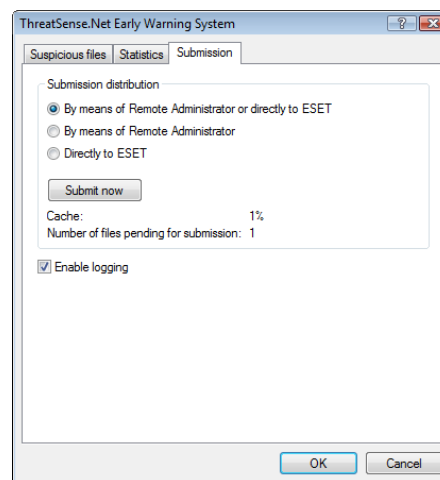 ThreatSense.Net Early Warning System
Suspicious files Statistics Submission
Submission distribution
By means of Remote Administrator or directly to ESET
By means of Remote Administrator
Directly to ESET
Submit now
Cache: 1%
Number of files pending for submission: 1
Enable logging
OK Cancel